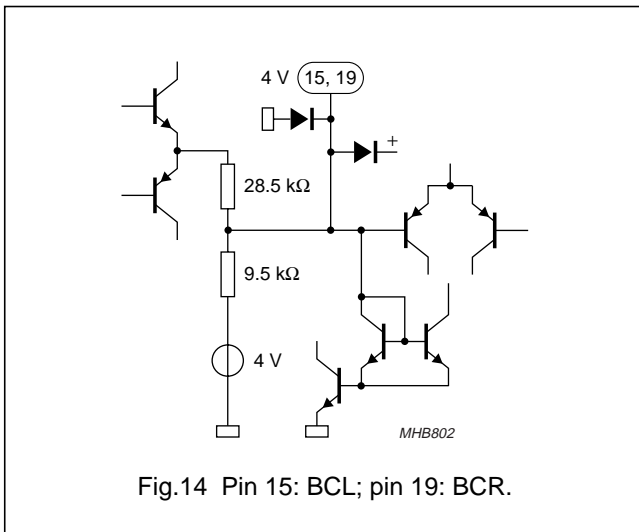 4 V 15, 19
+
28.5 kΩ
9.5 kΩ
4 V
MHB802
Fig.14 Pin 15: BCL; pin 19: BCR.